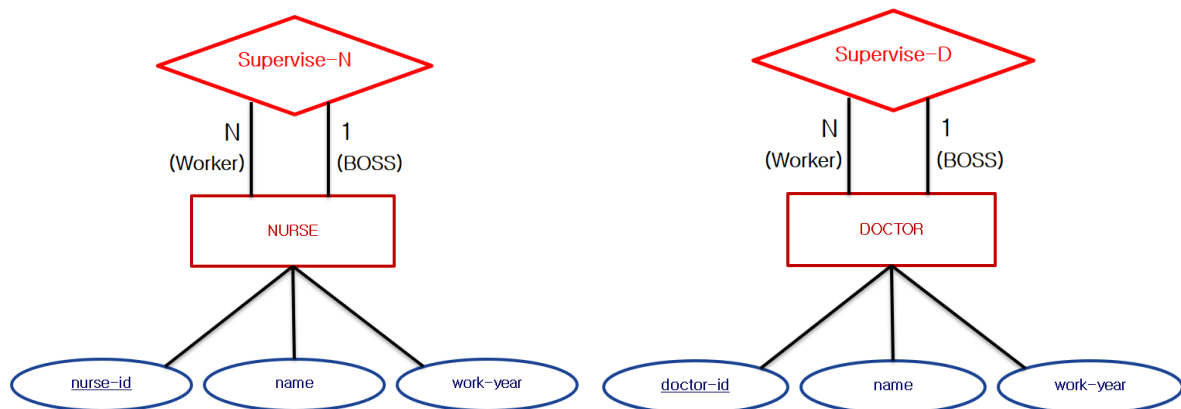 Supervise-N
N
(Worker)
1
(BOSS)
NURSE
nurse-id
name
work-year
Supervise-D
N
(Worker)
1
(BOSS)
DOCTOR
doctor-id
name
work-year